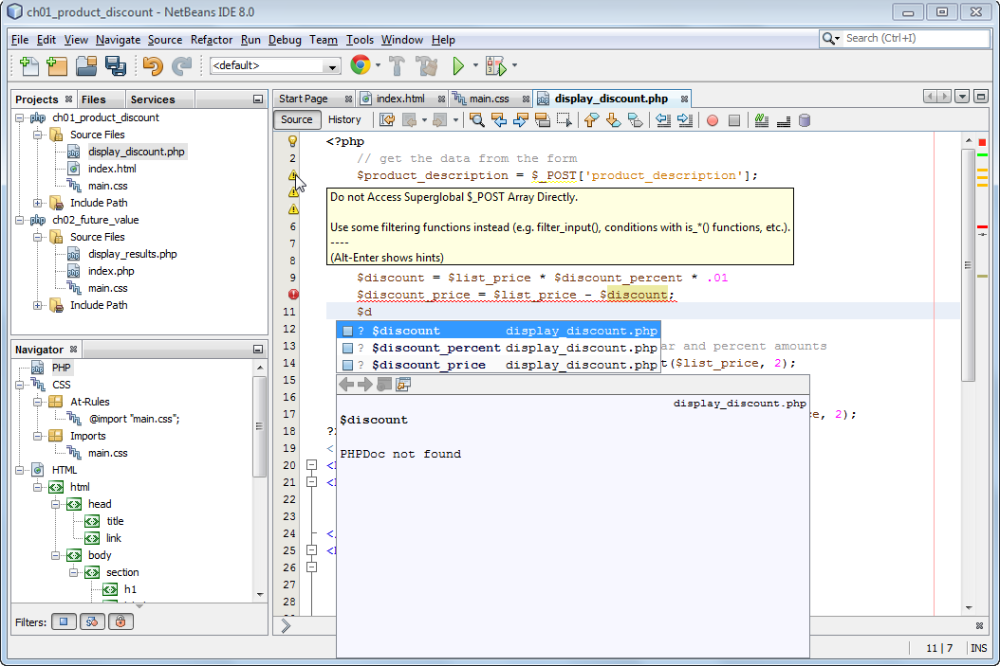 ch01_product_discount - NetBeans IDE 8.0
File Edit View Navigate Source Refactor Run Debug Team Tools Window Help
Search (Ctrl+I)
<default>
Projects Files Services
ch01_product_discount
Source Files
display_discount.php
index.html
main.css
Include Path
ch02_future_value
Source Files
display_results.php
index.php
main.css
Include Path
Navigator
PHP
CSS
At-Rules
@import "main.css";
Imports
main.css
HTML
html
head
title
link
body
section
h1
Filters:
Start Page index.html main.css display_discount.php
Source History
<?php
2 // get the data from the form
$product_description = $_POST['product_description'];
Do not Access Superglobal $_POST Array Directly.
Use some filtering functions instead (e.g. filter_input(), conditions with is_*() functions, etc.).
----
(Alt-Enter shows hints)
6
7
8
9 $discount = $list_price * $discount_percent * .01
$discount_price = $list_price - $discount;
11 $d
12 ? $discount display_discount.php
13 ? $discount_percent display_discount.php ar and percent amounts
14 ? $discount_price display_discount.php t($list_price, 2);
15
16
display_discount.php
17 $discount e, 2);
18 ?
19 <
PHPDoc not found
20 <
21 <
22
23
24 <
25 <
26
27
28
11 | 7 INS